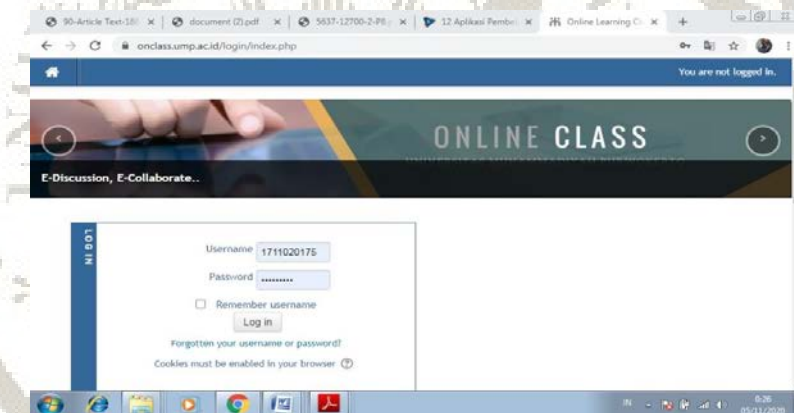 90-Article Text-18
document (2).pdf
5637-12700-2-PB.p
12 Aplikasi Pembe
Online Learning C
onclass.ump.ac.id/login/index.php
You are not logged in.
ONLINE CLASS
E-Discussion, E-Collaborate..
LOG IN
Username 1711020175
Password ••••••••
Remember username
Log in
Forgotten your username or password?
Cookies must be enabled in your browser
IN
6:26
05/11/2020